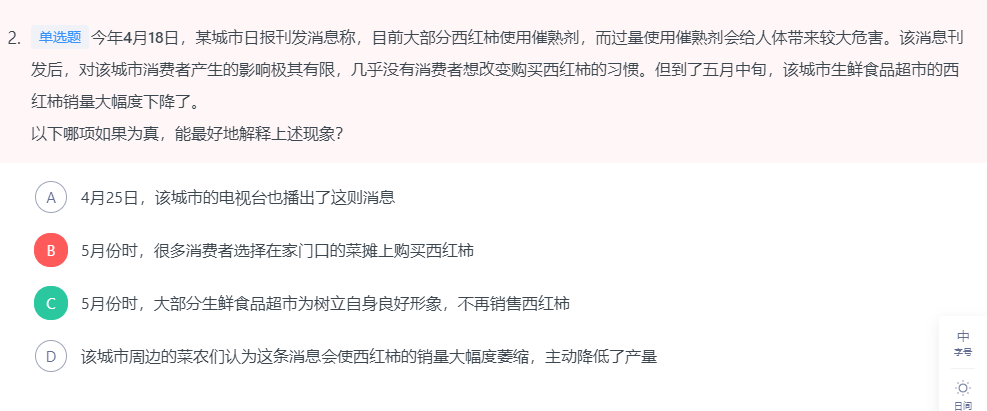 2. 单选题 今年4月18日，某城市日报刊发消息称，目前大部分西红柿使用催熟剂，而过量使用催熟剂会给人体带来较大危害。该消息刊
发后，对该城市消费者产生的影响极其有限，几乎没有消费者想改变购买西红柿的习惯。但到了五月中旬，该城市生鲜食品超市的西
红柿销量大幅度下降了。
以下哪项如果为真，能最好地解释上述现象？
A 4月25日，该城市的电视台也播出了这则消息
B 5月份时，很多消费者选择在家门口的菜摊上购买西红柿
C 5月份时，大部分生鲜食品超市为树立自身良好形象，不再销售西红柿
D 该城市周边的菜农们认为这条消息会使西红柿的销量大幅度萎缩，主动降低了产量
中
字号
日间